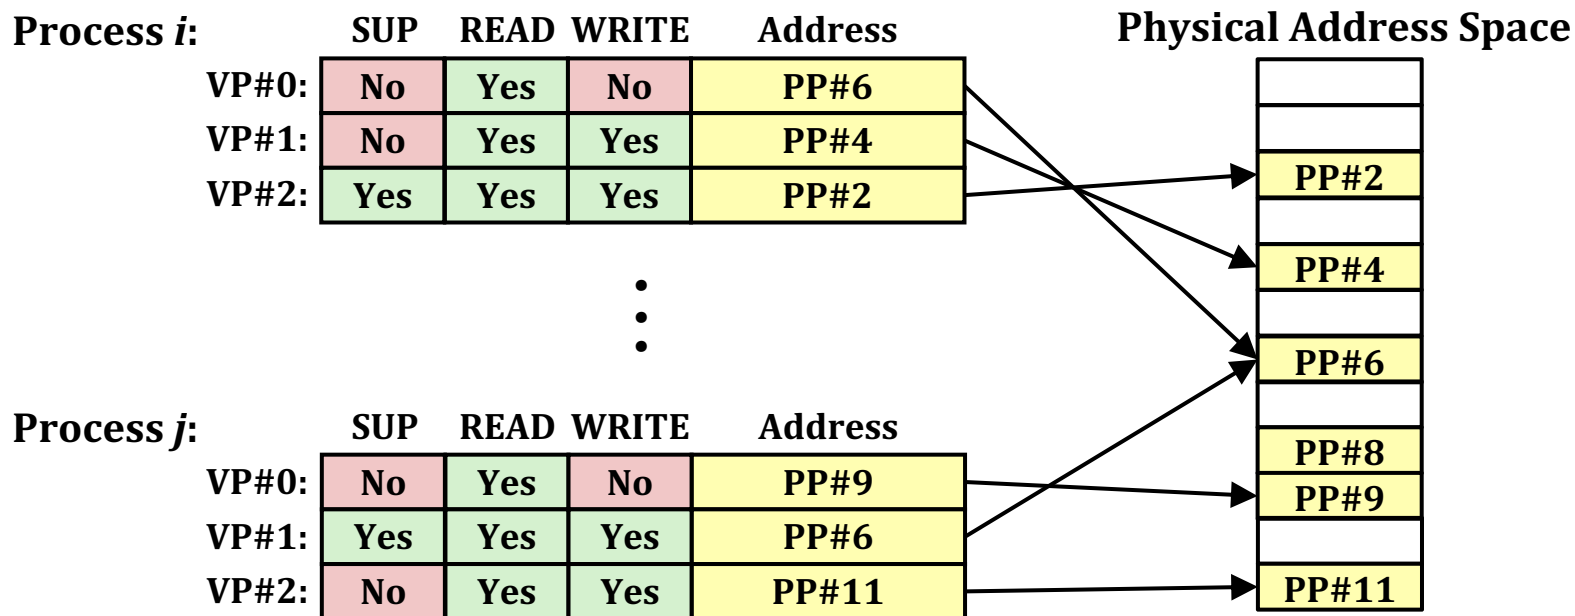 Process i: SUP READ WRITE Address Physical Address Space
VP#0: No Yes No PP#6
VP#1: No Yes Yes PP#4
VP#2: Yes Yes Yes PP#2
PP#2
PP#4
PP#6
Process j: SUP READ WRITE Address
VP#0: No Yes No PP#9
VP#1: Yes Yes Yes PP#6
VP#2: No Yes Yes PP#11
PP#8
PP#9
PP#11